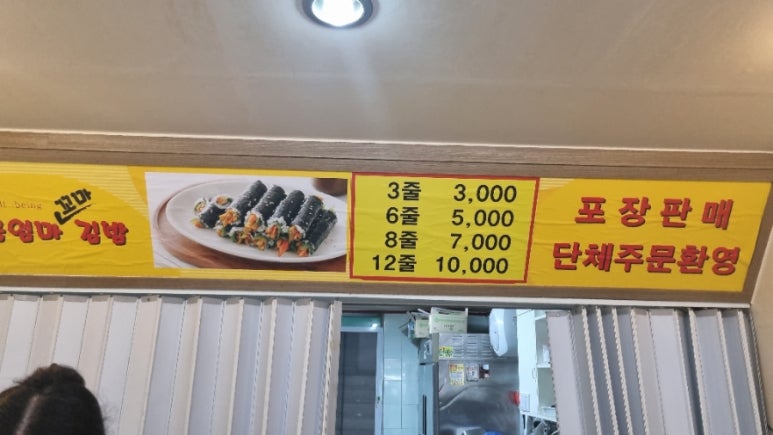 꼬마
엄마 김밥
3줄 3,000
6줄 5,000
8줄 7,000
12줄 10,000
포장판매
단체주문환영